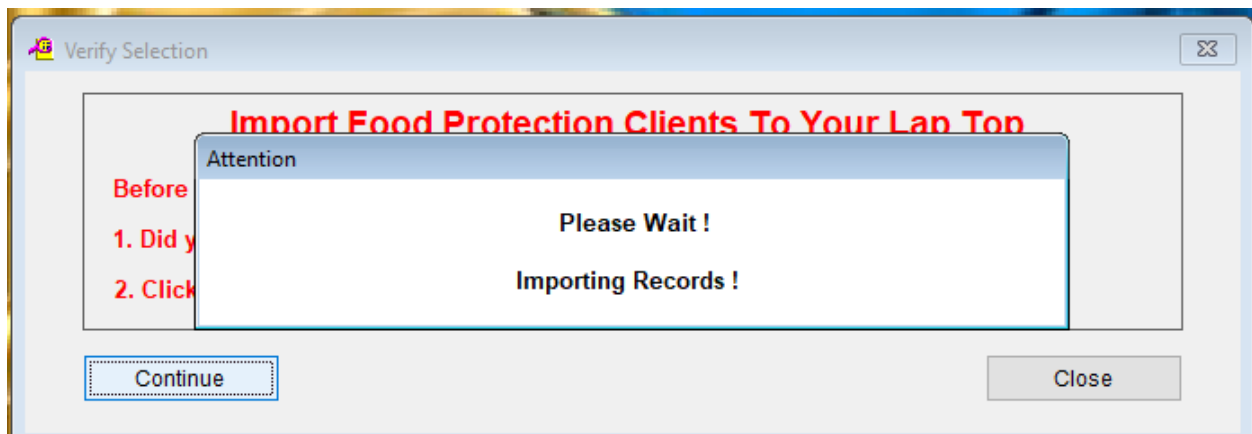 Verify Selection
Import Food Protection Clients To Your Lap Top
Attention
Before
Please Wait !
1. Did y
Importing Records !
2. Click
Continue
Close